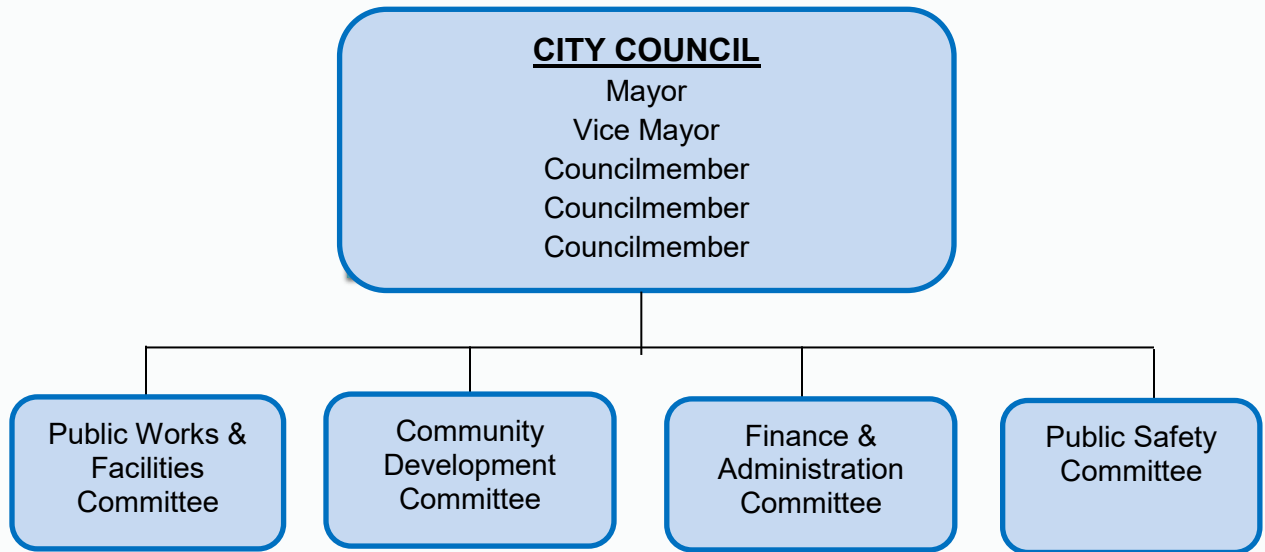 CITY COUNCIL
Mayor
Vice Mayor
Councilmember
Councilmember
Councilmember
Public Works &
Facilities
Committee
Community
Development
Committee
Finance &
Administration
Committee
Public Safety
Committee